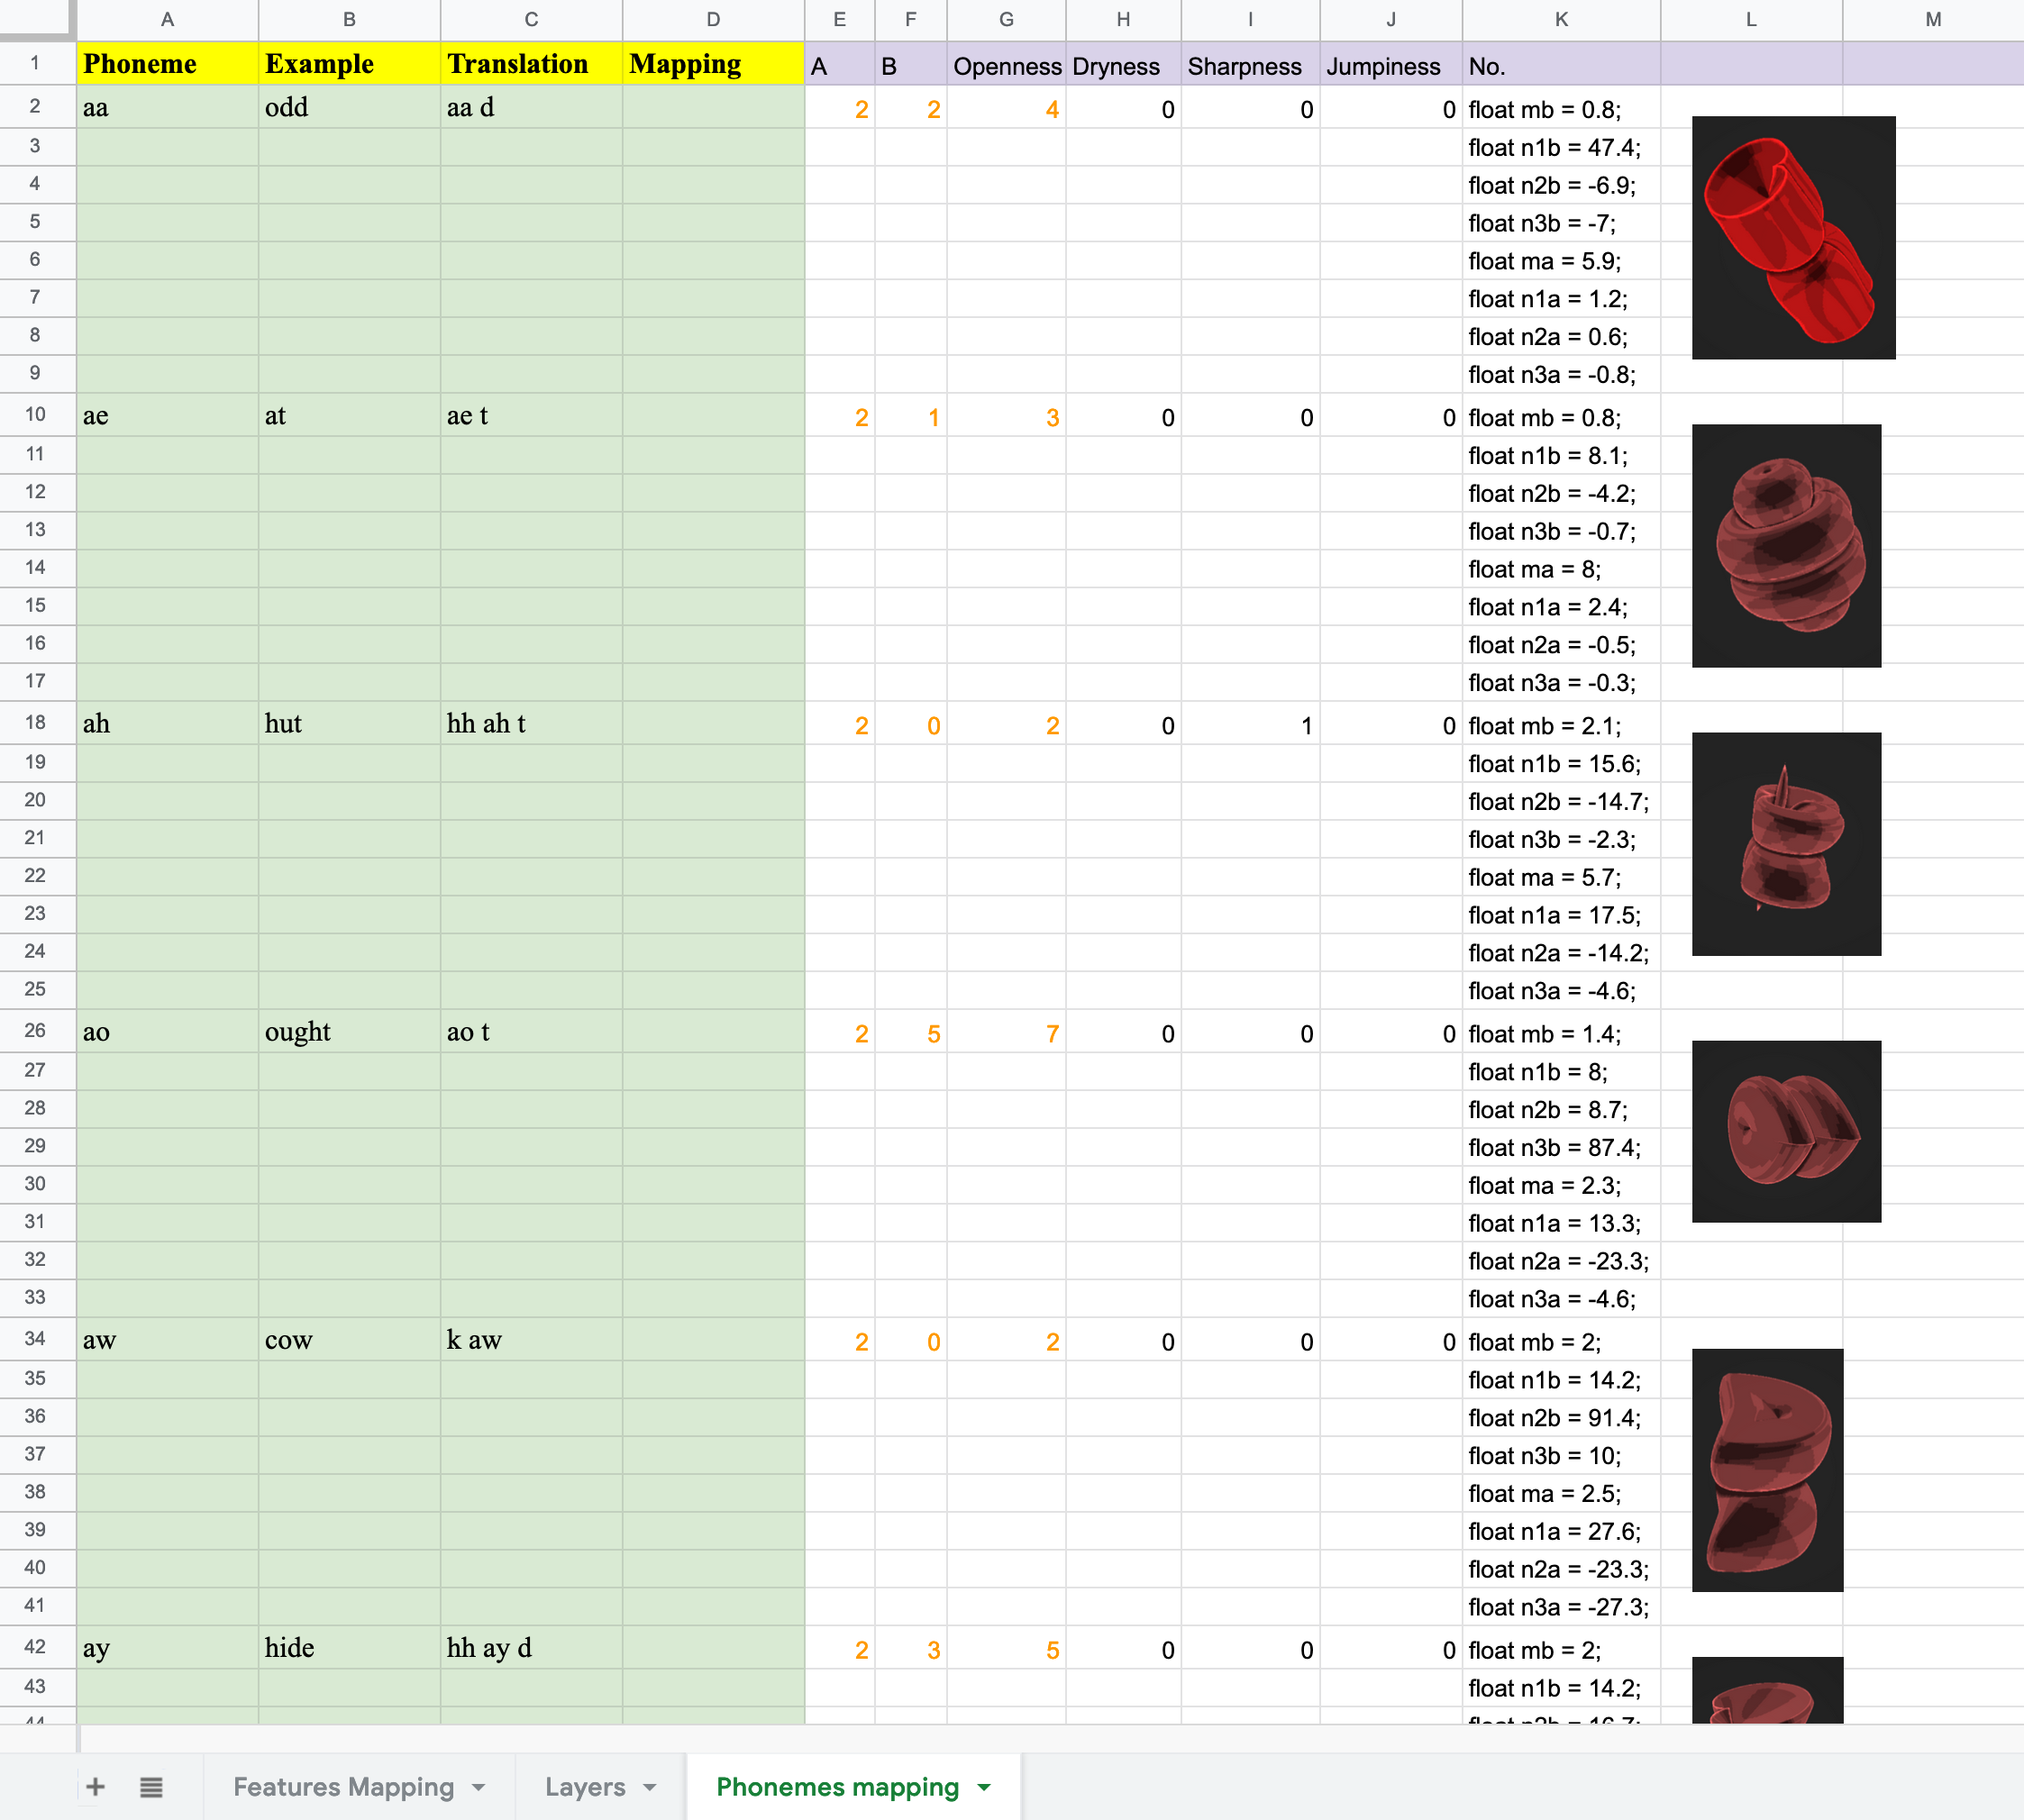 A B C D E F G H I J K L M
1 Phoneme Example Translation Mapping A B Openness Dryness Sharpness Jumpiness No.
2 aa odd aa d 2 2 4 0 0 0 float mb = 0.8;
3 float n1b = 47.4;
4 float n2b = -6.9;
5 float n3b = -7;
6 float ma = 5.9;
7 float n1a = 1.2;
8 float n2a = 0.6;
9 float n3a = -0.8;
10 ae at ae t 2 1 3 0 0 0 float mb = 0.8;
11 float n1b = 8.1;
12 float n2b = -4.2;
13 float n3b = -0.7;
14 float ma = 8;
15 float n1a = 2.4;
16 float n2a = -0.5;
17 float n3a = -0.3;
18 ah hut hh ah t 2 0 2 0 1 0 float mb = 2.1;
19 float n1b = 15.6;
20 float n2b = -14.7;
21 float n3b = -2.3;
22 float ma = 5.7;
23 float n1a = 17.5;
24 float n2a = -14.2;
25 float n3a = -4.6;
26 ao ought ao t 2 5 7 0 0 0 float mb = 1.4;
27 float n1b = 8;
28 float n2b = 8.7;
29 float n3b = 87.4;
30 float ma = 2.3;
31 float n1a = 13.3;
32 float n2a = -23.3;
33 float n3a = -4.6;
34 aw cow k aw 2 0 2 0 0 0 float mb = 2;
35 float n1b = 14.2;
36 float n2b = 91.4;
37 float n3b = 10;
38 float ma = 2.5;
39 float n1a = 27.6;
40 float n2a = -23.3;
41 float n3a = -27.3;
42 ay hide hh ay d 2 3 5 0 0 0 float mb = 2;
43 float n1b = 14.2;
44 float n2b = 16.7;
Features Mapping Layers Phonemes mapping